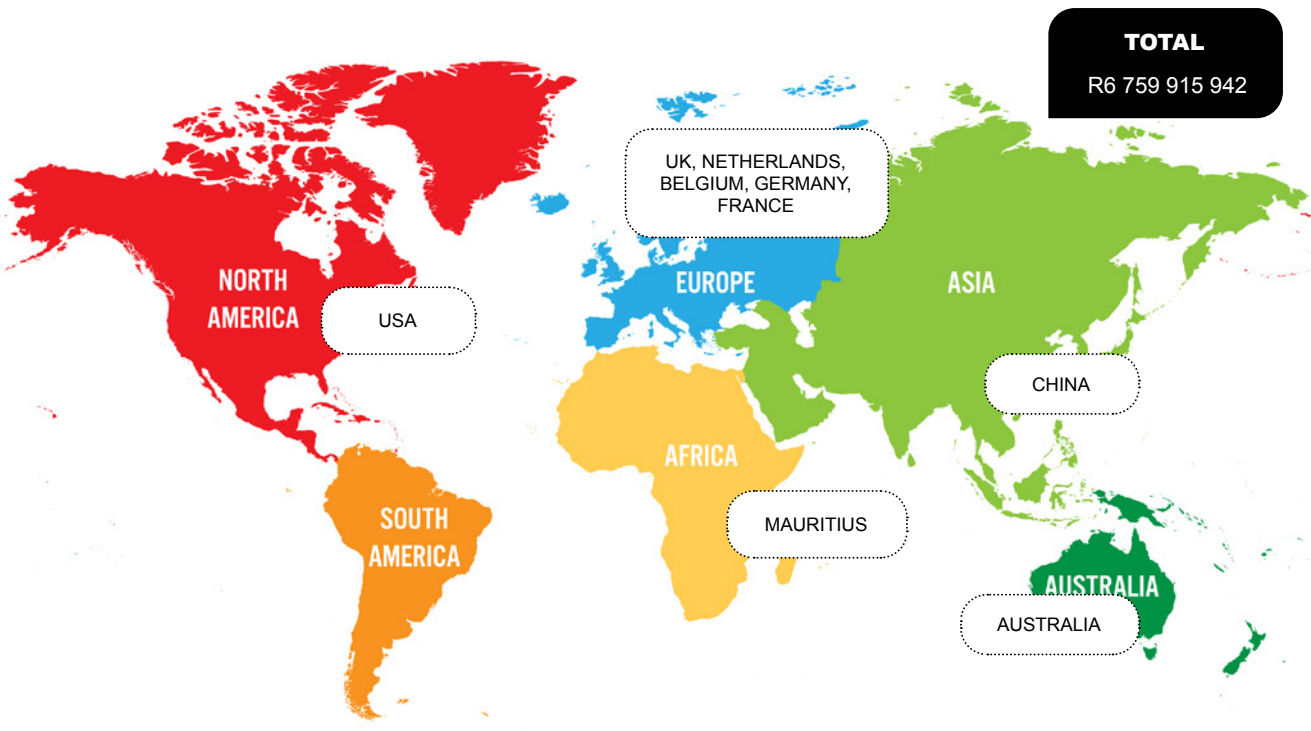 TOTAL
R6 759 915 942
UK, NETHERLANDS,
BELGIUM, GERMANY,
FRANCE
NORTH
AMERICA
USA
EUROPE
ASIA
CHINA
AFRICA
MAURITIUS
SOUTH
AMERICA
AUSTRALIA
AUSTRALIA